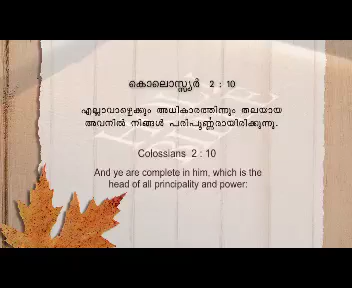 കൊലൊസ്സ്യർ 2 : 10
എല്ലാവാഴ്ചെക്കും അധികാരത്തിന്നും തലയായ
അവനിൽ നിങ്ങൾ പരിപൂർണ്ണരായിരിക്കുന്നു.
Colossians 2 : 10
And ye are complete in him, which is the
head of all principality and power: